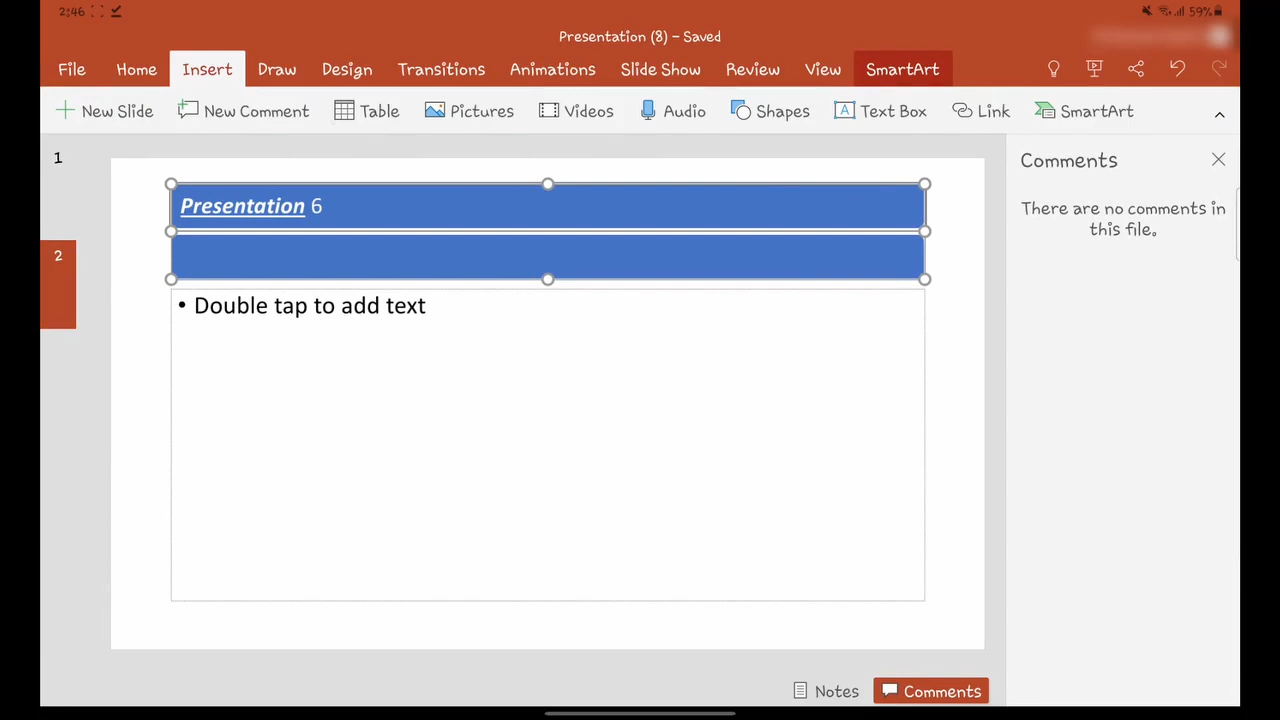 2:46 59%
Presentation (8) – Saved
File Home Insert Draw Design Transitions Animations Slide Show Review View SmartArt
New Slide New Comment Table Pictures Videos Audio Shapes A Text Box Link SmartArt
1
2
Presentation 6
• Double tap to add text
Comments
There are no comments in
this file.
Notes Comments